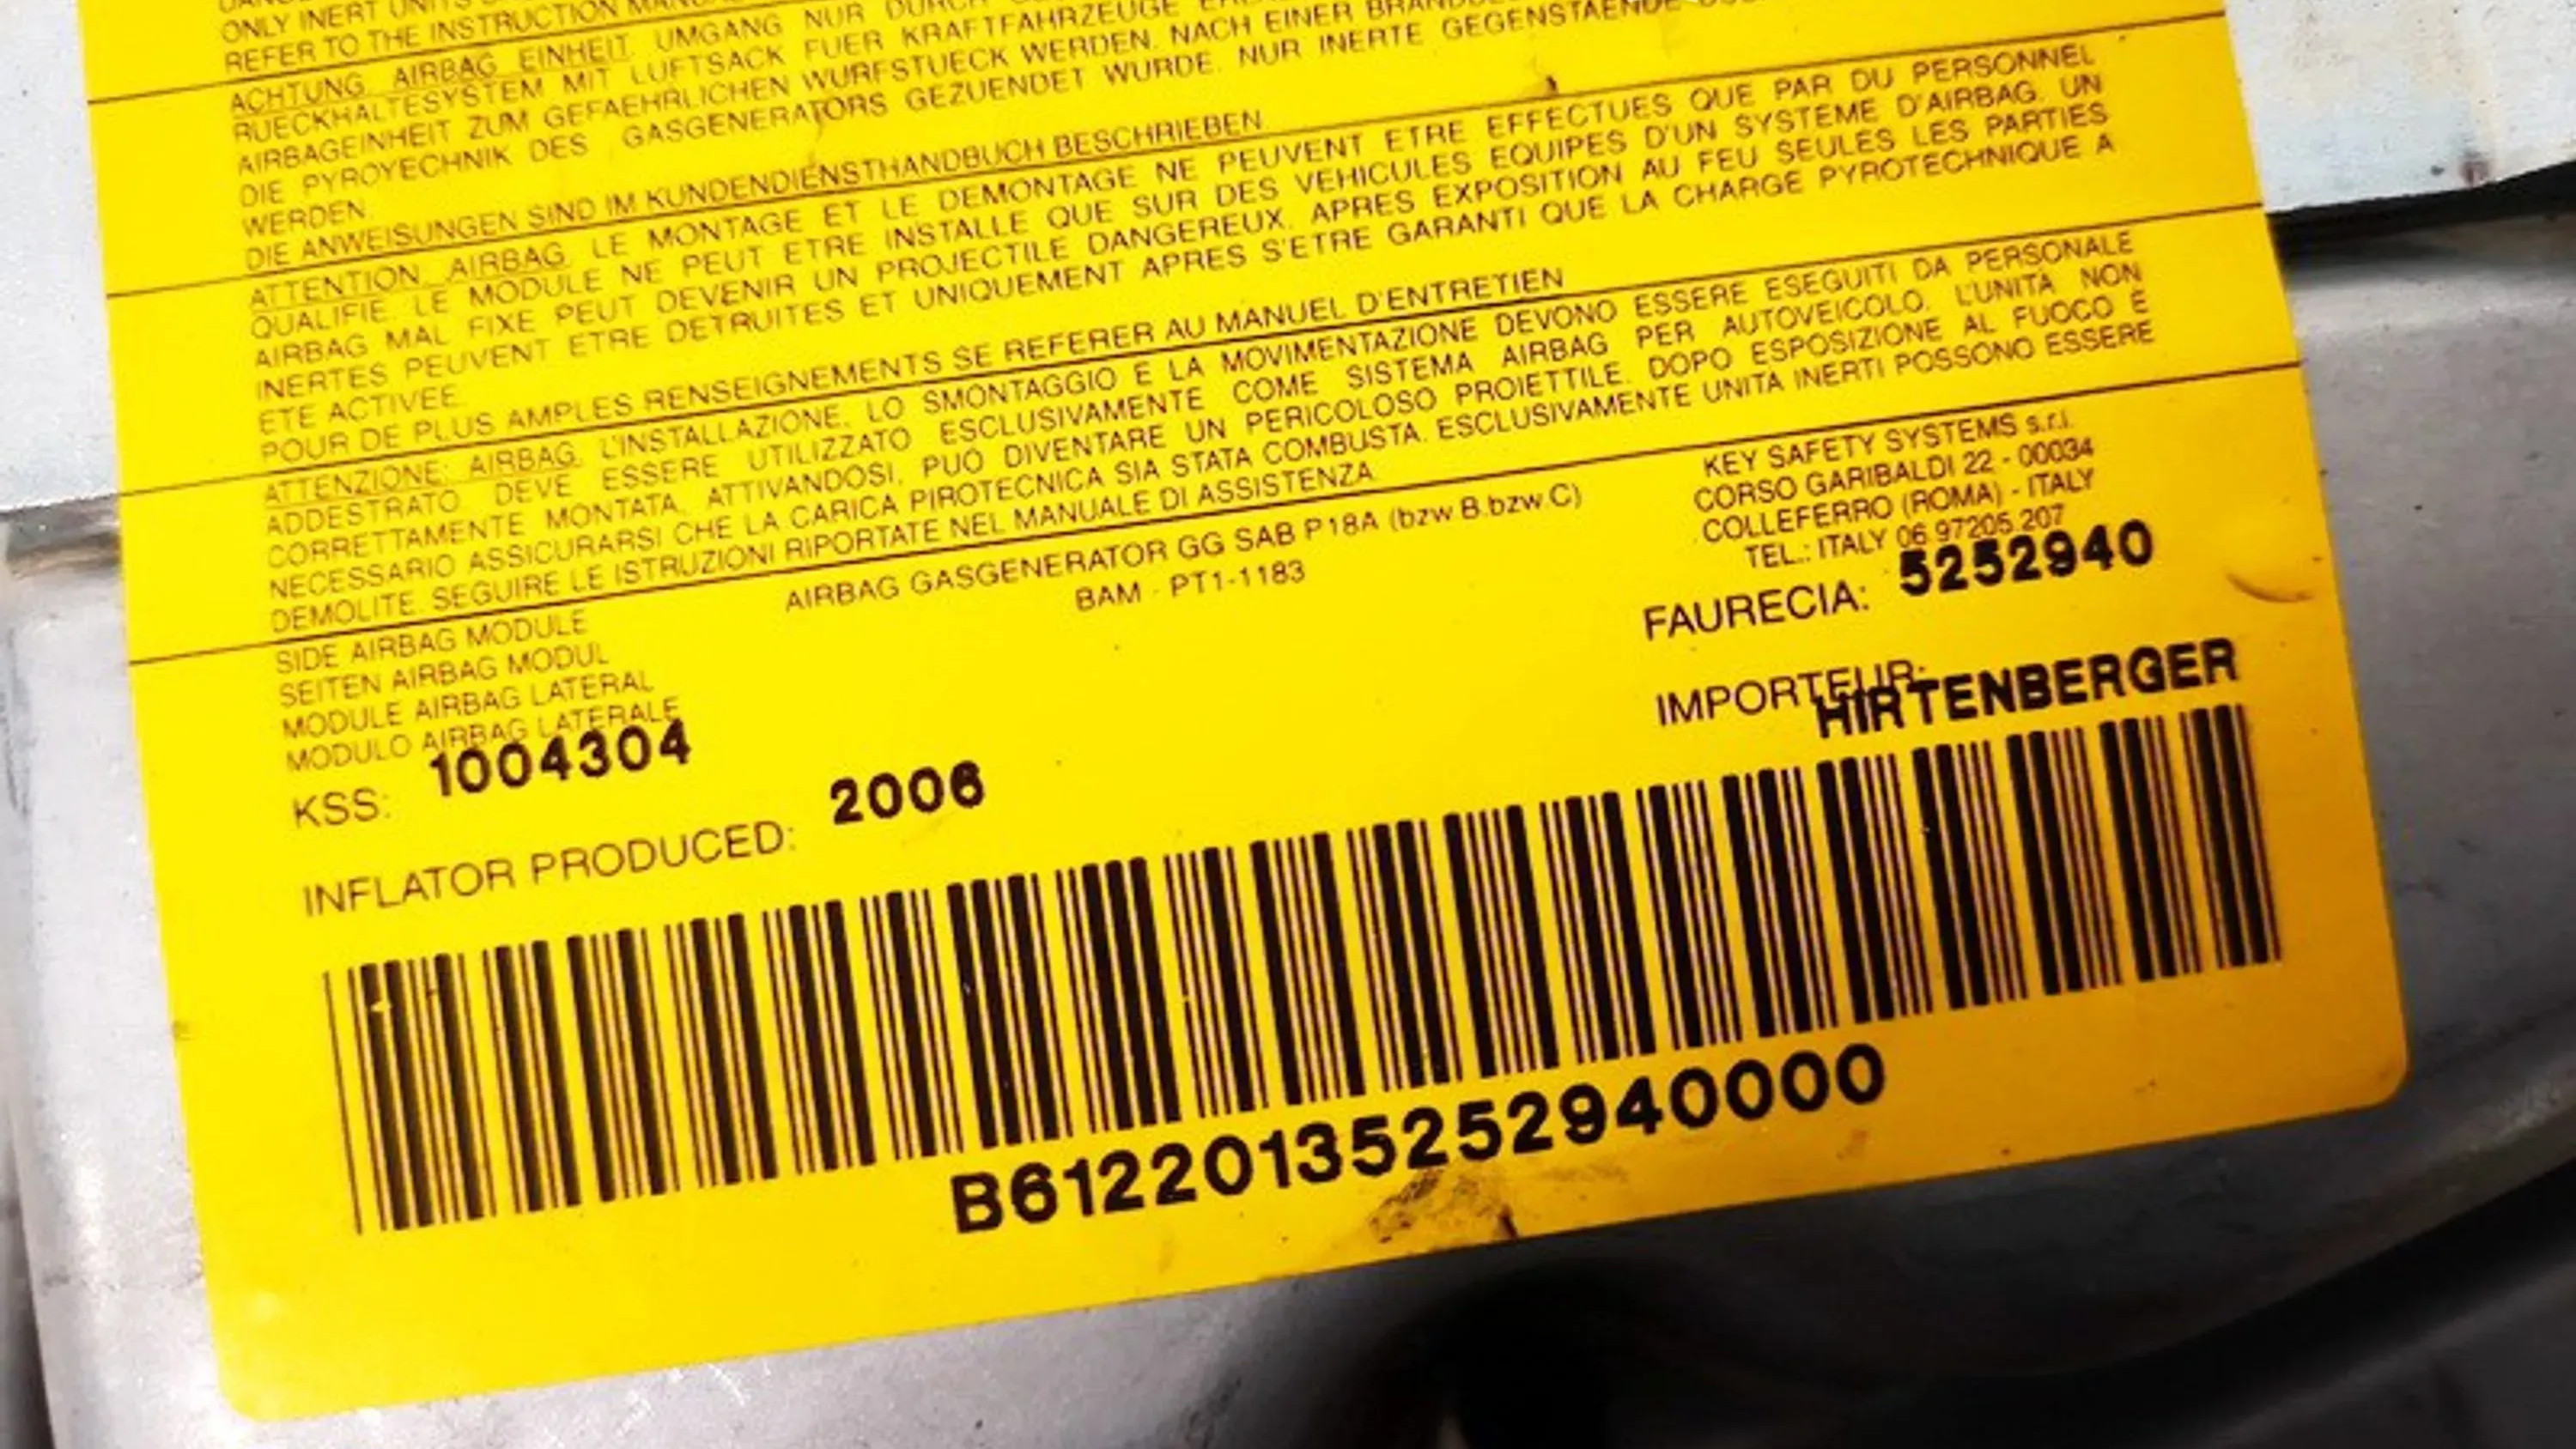 ONLY INERT UNITS
REFER TO THE INSTRUCTION
ACHTUNG, AIRBAG EINHEIT, UMGANG NUR DURCH
RUECKHALTESYSTEM MIT LUFTSACK FUER KRAFTFAHRZEUGE
AIRBAGEINHEIT ZUM GEFAEHRLICHEN WURFSTUECK WERDEN. NACH EINER
DIE PYROYECHNIK DES GASGENERATORS GEZUENDET WURDE. NUR INERTE GEGENSTAENDE
WERDEN.
DIE ANWEISUNGEN SIND IM KUNDENDIENSTHANDBUCH BESCHRIEBEN.
ATTENTION, AIRBAG, LE MONTAGE ET LE DEMONTAGE NE PEUVENT ETRE EFFECTUES QUE PAR DU PERSONNEL
QUALIFIE. LE MODULE NE PEUT ETRE INSTALLE QUE SUR DES VEHICULES EQUIPES D'UN SYSTEME D'AIRBAG. UN
AIRBAG MAL FIXE PEUT DEVENIR UN PROJECTILE DANGEREUX. APRES EXPOSITION AU FEU SEULES LES PARTIES
INERTES PEUVENT ETRE DETRUITES ET UNIQUEMENT APRES S'ETRE GARANTI QUE LA CHARGE PYROTECHNIQUE A
ETE ACTIVEE.
POUR DE PLUS AMPLES RENSEIGNEMENTS SE REFERER AU MANUEL D'ENTRETIEN
ATTENZIONE: AIRBAG, L'INSTALLAZIONE, LO SMONTAGGIO E LA MOVIMENTAZIONE DEVONO ESSERE ESEGUITI DA PERSONALE
ADDESTRATO DEVE ESSERE UTILIZZATO ESCLUSIVAMENTE COME SISTEMA AIRBAG PER AUTOVEICOLO. L'UNITÀ NON
CORRETTAMENTE MONTATA, ATTIVANDOSI, PUÒ DIVENTARE UN PERICOLOSO PROIETTILE. DOPO ESPOSIZIONE AL FUOCO È
NECESSARIO ASSICURARSI CHE LA CARICA PIROTECNICA SIA STATA COMBUSTA. ESCLUSIVAMENTE UNITÀ INERTI POSSONO ESSERE
DEMOLITE. SEGUIRE LE ISTRUZIONI RIPORTATE NEL MANUALE DI ASSISTENZA.
SIDE AIRBAG MODULE
SEITEN AIRBAG MODUL
MODULE AIRBAG LATERAL
MODULO AIRBAG LATERALE
AIRBAG GASGENERATOR GG SAB P18A (bzw B.bzw.C)
BAM - PT1-1183
KEY SAFETY SYSTEMS s.r.l.
CORSO GARIBALDI 22 - 00034
COLLEFERRO (ROMA) - ITALY
TEL.: ITALY 06.97205.207
FAURECIA: 5252940
IMPORTEUR: HIRTENBERGER
KSS: 1004304
INFLATOR PRODUCED: 2006
B61220135252940000